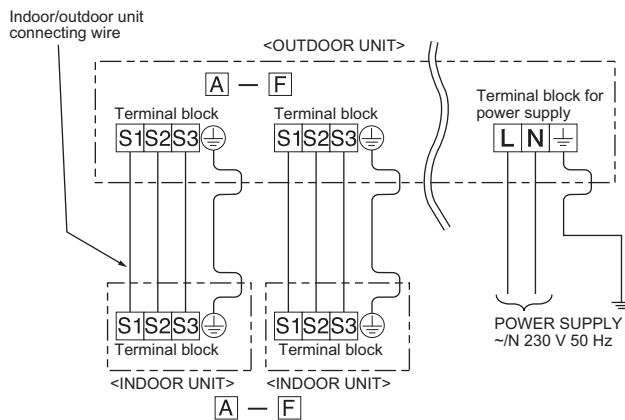 Indoor/outdoor unit
connecting wire
<OUTDOOR UNIT>
A — F
Terminal block
S1 S2 S3
Terminal block
S1 S2 S3
Terminal block for
power supply
L N
S1 S2 S3
Terminal block
<INDOOR UNIT>
S1 S2 S3
Terminal block
<INDOOR UNIT>
A — F
POWER SUPPLY
~/N 230 V 50 Hz